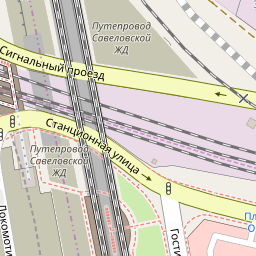 Путепровод
Савеловской
ЖД
Сигнальный проезд
Станционная улица
Путепровод
Савеловской
ЖД